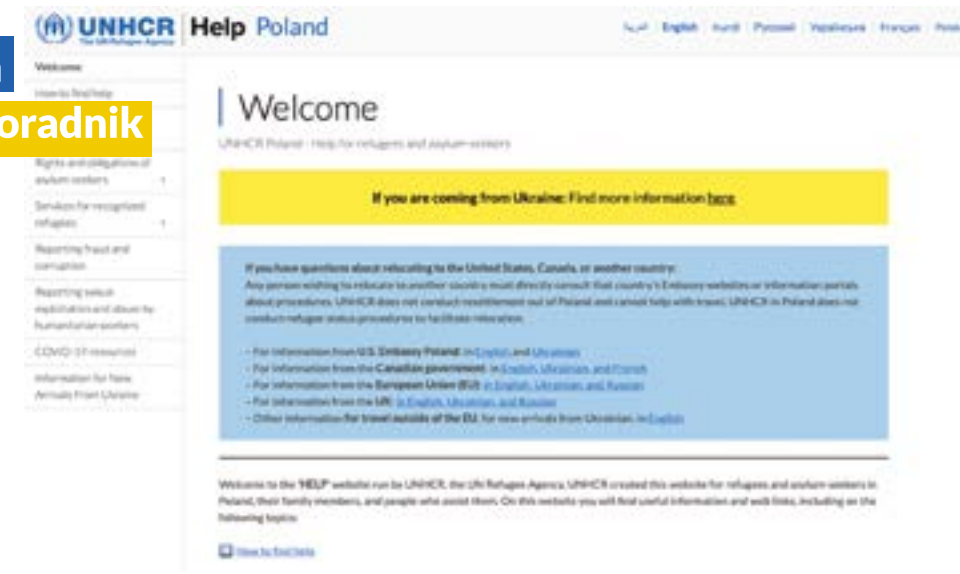 UNHCR Help Poland
The UN Refugee Agency
English Русский Українська Français
Welcome
How to find help
oradnik
Rights and obligations of
asylum-seekers
Services for recognized
refugees
Reporting fraud and
corruption
Reporting sexual
exploitation and abuse by
humanitarian workers
COVID-19 resources
Information for New
Arrivals From Ukraine
Welcome
UNHCR Poland - Help for refugees and asylum-seekers
If you are coming from Ukraine: Find more information here.
If you have questions about relocating to the United States, Canada, or another country:
Any person wishing to relocate to another country must directly consult that country's Embassy websites or information portals
about procedures. UNHCR does not conduct resettlement out of Poland and cannot help with travel. UNHCR in Poland does not
conduct refugee status procedures to facilitate relocation.
- For information from U.S. Embassy Poland: in English and Ukrainian
- For information from the Canadian government: in English, Ukrainian, and French
- For information from the European Union (EU): in English, Ukrainian, and Russian
- For information from the UK: in English, Ukrainian, and Russian
- Other information for travel outside of the EU, for new arrivals from Ukrainian, in English
Welcome to the 'HELP' website run by UNHCR, the UN Refugee Agency. UNHCR created this website for refugees and asylum-seekers in
Poland, their family members, and people who assist them. On this website you will find useful information and web links, including on the
following topics:
How to find help